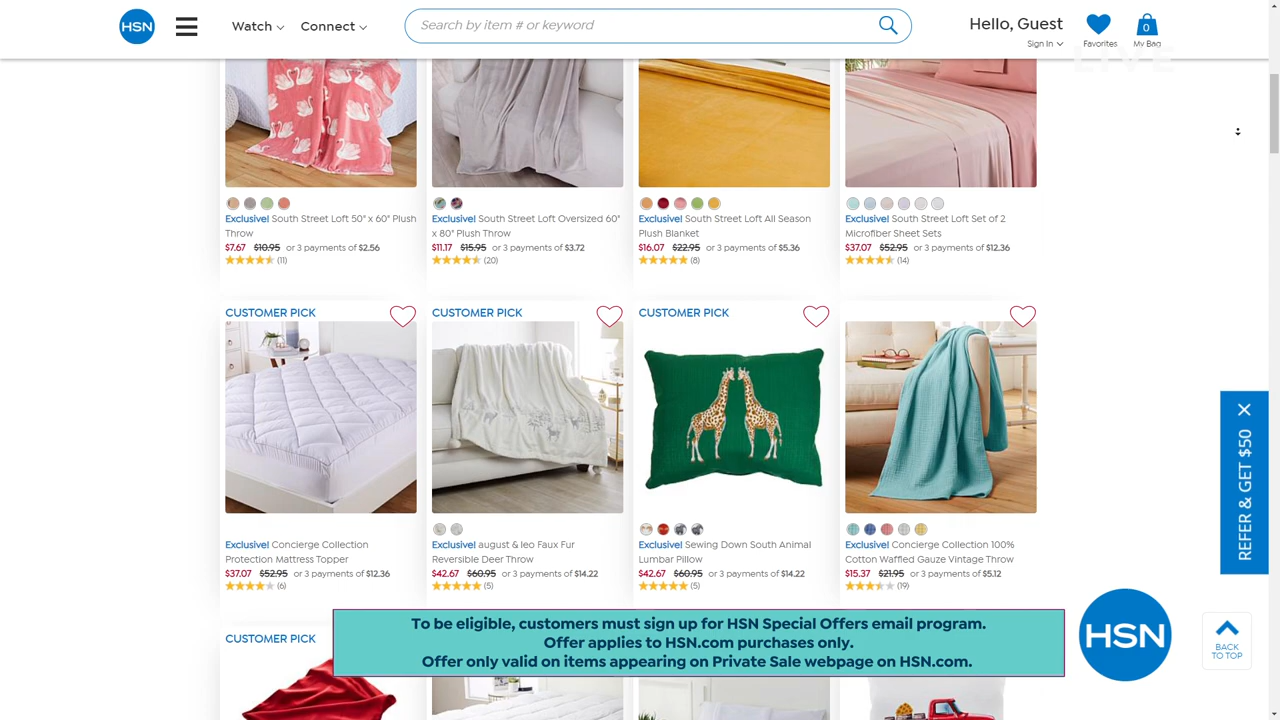 HSN
Watch
Connect
Search by item # or keyword
Hello, Guest
Sign In
Favorites
0
My Bag
LIVE
Exclusive! South Street Loft 50" x 60" Plush
Throw
$7.67 $10.95 or 3 payments of $2.56
(11)
Exclusive! South Street Loft Oversized 60"
x 80" Plush Throw
$11.17 $15.95 or 3 payments of $3.72
(20)
Exclusive! South Street Loft All Season
Plush Blanket
$16.07 $22.95 or 3 payments of $5.36
(8)
Exclusive! South Street Loft Set of 2
Microfiber Sheet Sets
$37.07 $52.95 or 3 payments of $12.36
(14)
CUSTOMER PICK
CUSTOMER PICK
CUSTOMER PICK
Exclusive! Concierge Collection
Protection Mattress Topper
$37.07 $52.95 or 3 payments of $12.36
(6)
Exclusive! august & leo Faux Fur
Reversible Deer Throw
$42.67 $60.95 or 3 payments of $14.22
(5)
Exclusive! Sewing Down South Animal
Lumbar Pillow
$42.67 $60.95 or 3 payments of $14.22
(5)
Exclusive! Concierge Collection 100%
Cotton Waffled Gauze Vintage Throw
$15.37 $21.95 or 3 payments of $5.12
(19)
REFER & GET $50
CUSTOMER PICK
To be eligible, customers must sign up for HSN Special Offers email program.
Offer applies to HSN.com purchases only.
Offer only valid on items appearing on Private Sale webpage on HSN.com.
HSN
BACK
TO TOP